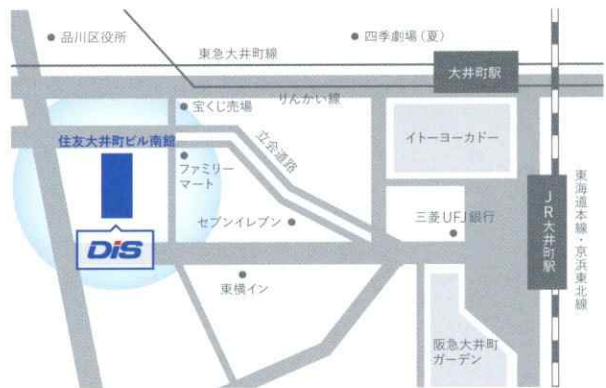 品川区役所
四季劇場(夏)
東急大井町線
大井町駅
りんかい線
宝くじ売場
イトーヨーカドー
住友大井町ビル南館
立会道路
ファミリー
マート
東海道本線・京浜東北線
JR大井町駅
セブンイレブン
三菱UFJ銀行
DiS
東横イン
阪急大井町
ガーデン